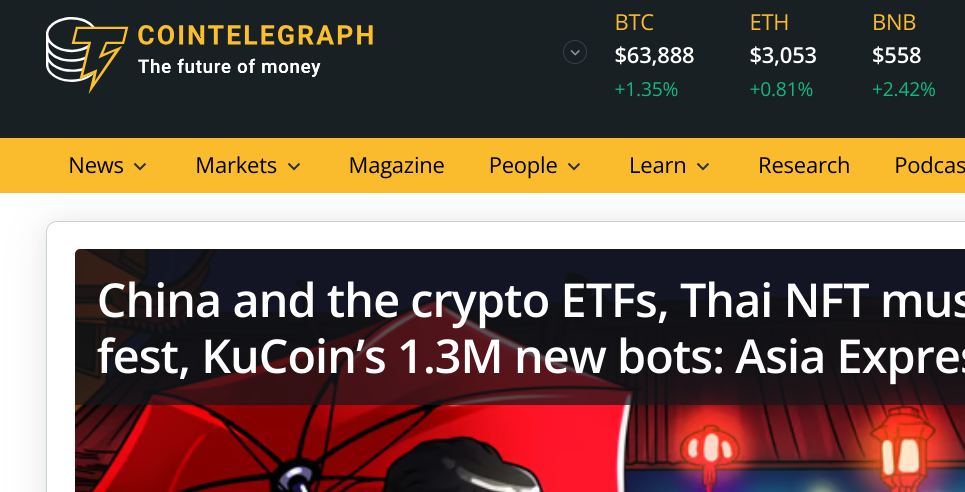 COINTELEGRAPH
The future of money
BTC ETH BNB
$63,888 $3,053 $558
+1.35% +0.81% +2.42%
News Markets Magazine People Learn Research Podcas
China and the crypto ETFs, Thai NFT mus
fest, KuCoin’s 1.3M new bots: Asia Expres